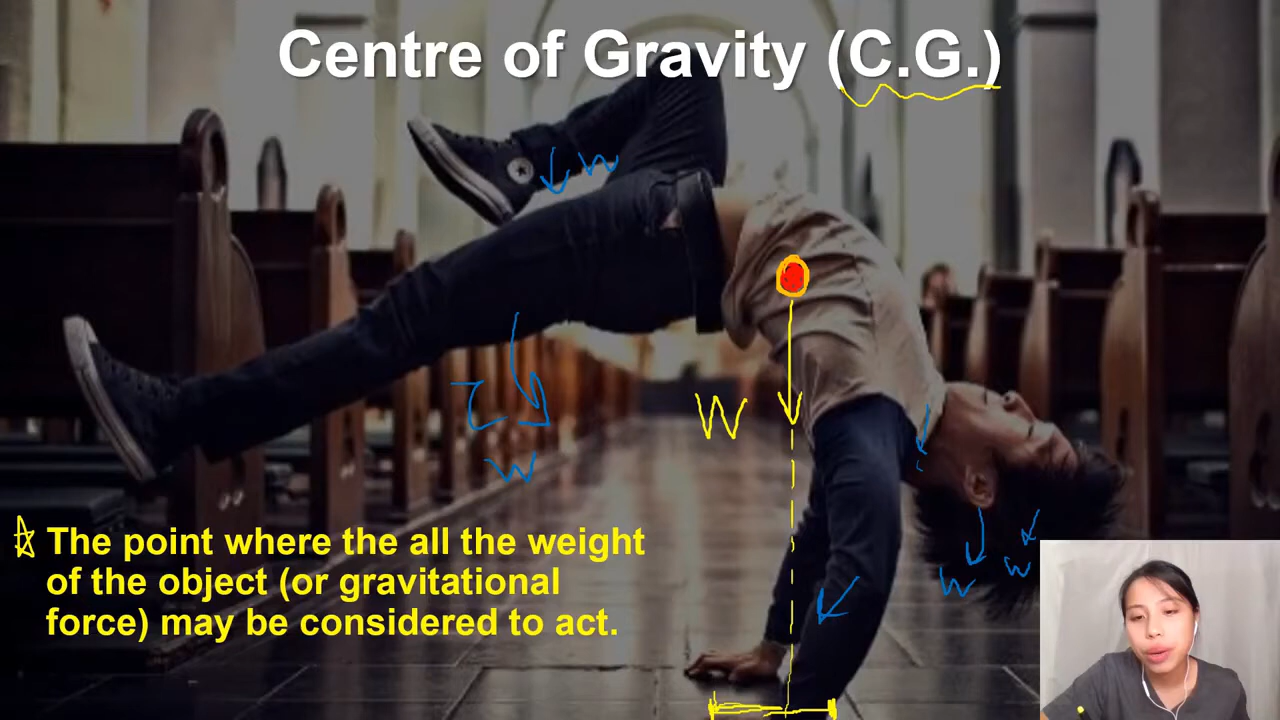 Centre of Gravity (C.G.)
W
W
W
W
W
The point where the all the weight
of the object (or gravitational
force) may be considered to act.